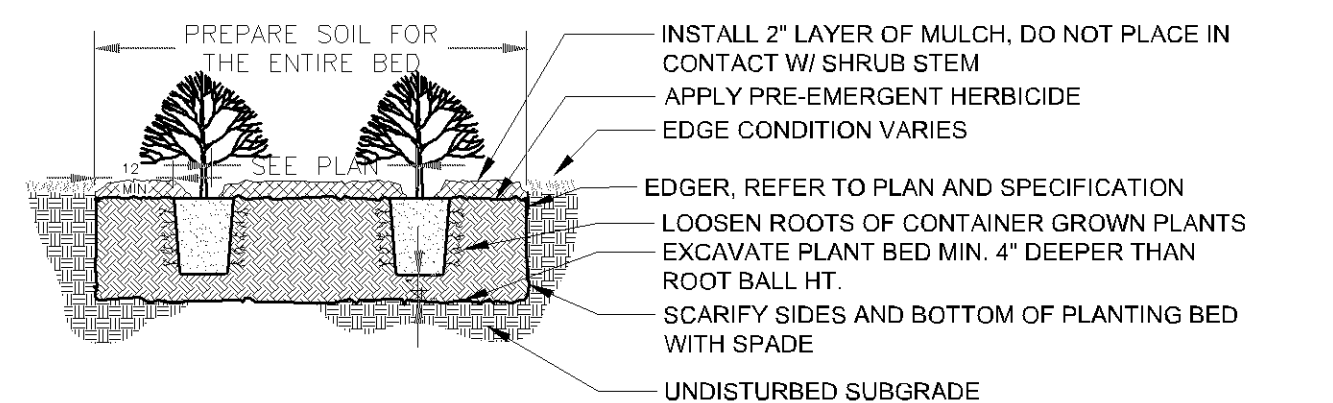 PREPARE SOIL FOR
THE ENTIRE BED
12
MIN
SEE PLAN
INSTALL 2" LAYER OF MULCH, DO NOT PLACE IN
CONTACT W/ SHRUB STEM
APPLY PRE-EMERGENT HERBICIDE
EDGE CONDITION VARIES
EDGER, REFER TO PLAN AND SPECIFICATION
LOOSEN ROOTS OF CONTAINER GROWN PLANTS
EXCAVATE PLANT BED MIN. 4" DEEPER THAN
ROOT BALL HT.
SCARIFY SIDES AND BOTTOM OF PLANTING BED
WITH SPADE
UNDISTURBED SUBGRADE